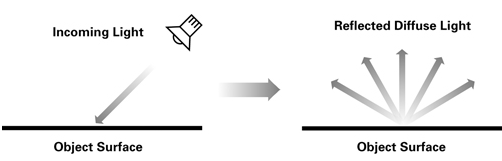 Incoming Light
Reflected Diffuse Light
Object Surface
Object Surface